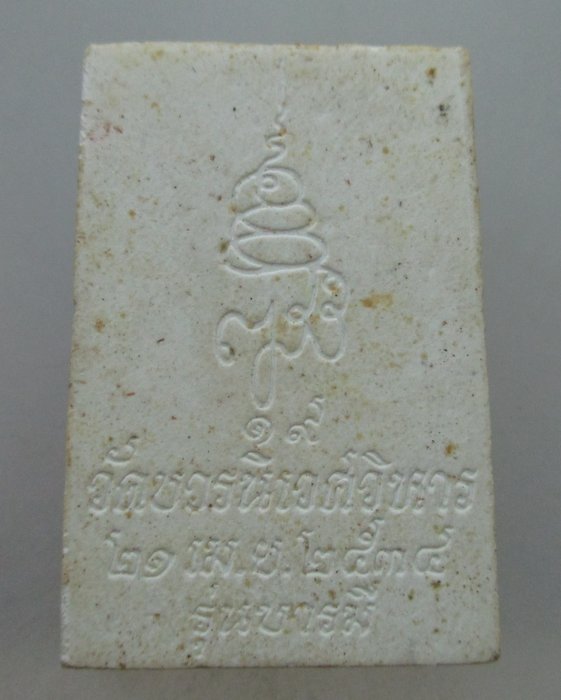 ๑๙
วัดบวรนิเวศวิหาร
๒๑ เม.ย. ๒๕๓๔
รุ่นบารมี